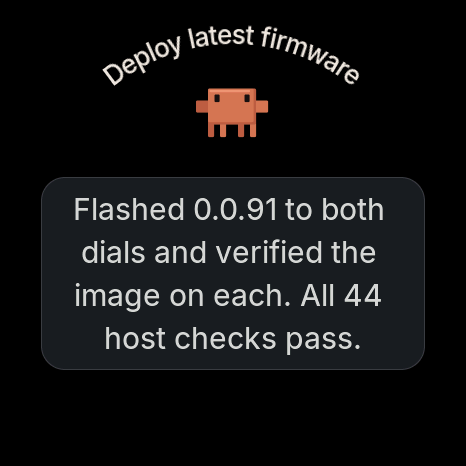 Deploy latest firmware
Flashed 0.0.91 to both
dials and verified the
image on each. All 44
host checks pass.